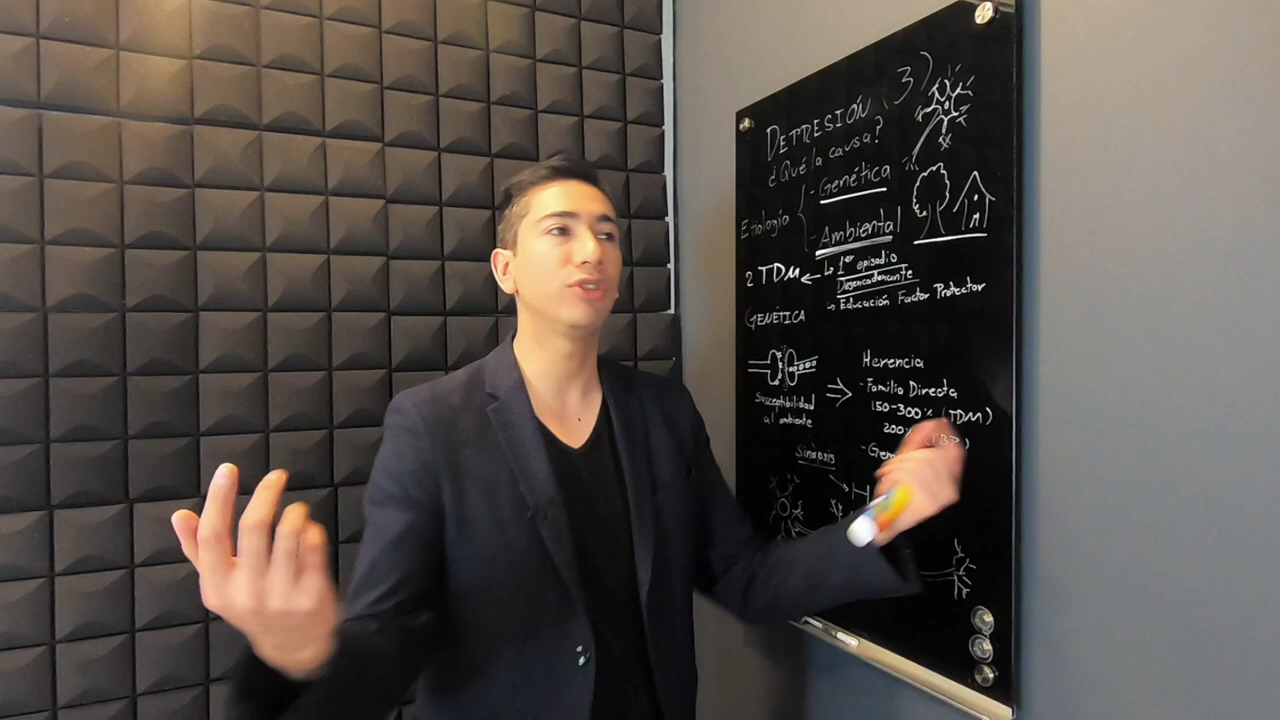 DEPRESIÓN (3)
¿Qué la causa?
Etiología
- Genética
- Ambiental
2 TDM
↳ 1er episodio
Desencadenante
↳ Educación Factor Protector
GENÉTICA
Susceptibilidad
al ambiente
Herencia
- Familia Directa
150-300% (TDM)
200
Sinapsis